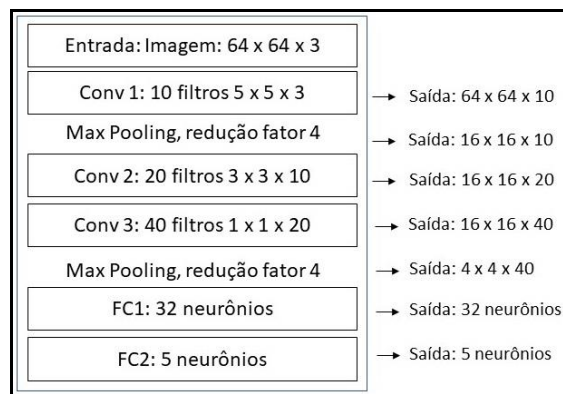 Entrada: Imagem: 64 x 64 x 3
Conv 1: 10 filtros 5 x 5 x 3
Saída: 64 x 64 x 10
Max Pooling, redução fator 4
Saída: 16 x 16 x 10
Conv 2: 20 filtros 3 x 3 x 10
Saída: 16 x 16 x 20
Conv 3: 40 filtros 1 x 1 x 20
Saída: 16 x 16 x 40
Max Pooling, redução fator 4
Saída: 4 x 4 x 40
FC1: 32 neurônios
Saída: 32 neurônios
FC2: 5 neurônios
Saída: 5 neurônios